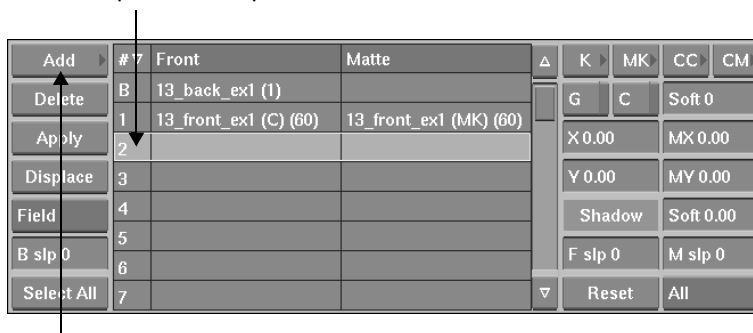 Add # Front Matte K MK CC CM
Delete B 13_back_ex1 (1) G C Soft 0
Apply 1 13_front_ex1 (C) (60) 13_front_ex1 (MK) (60) X 0.00 MX 0.00
2
Displace 3 Y 0.00 MY 0.00
Field 4 Shadow Soft 0.00
B slp 0 5 F slp 0 M slp 0
6
Select All 7 Reset All